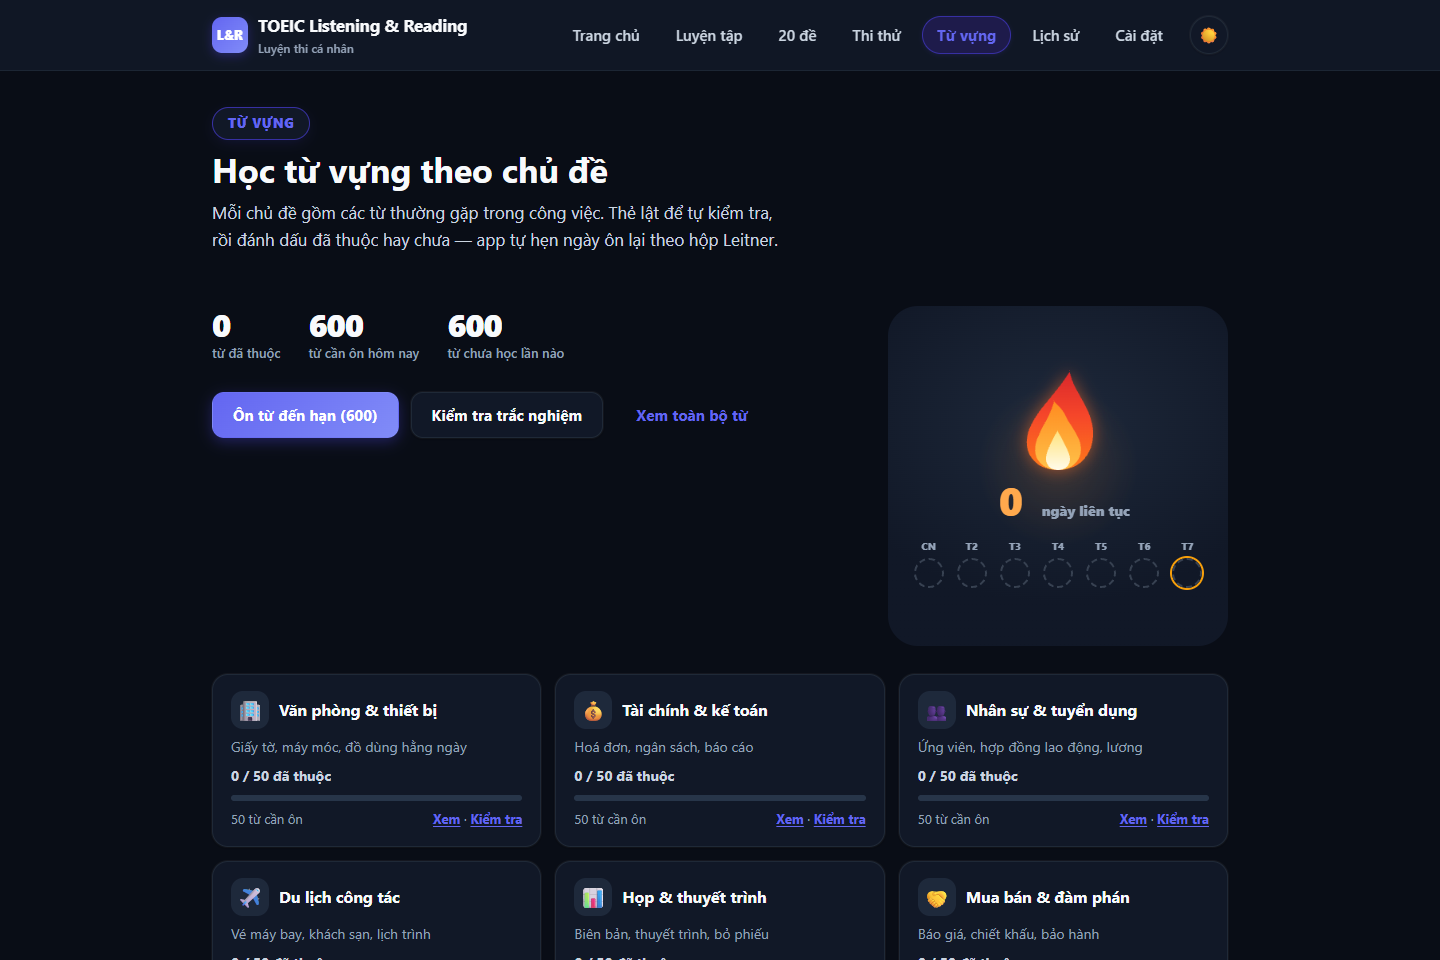 L&R
TOEIC Listening & Reading
Luyện thi cá nhân
Trang chủ
Luyện tập
20 đề
Thi thử
Từ vựng
Lịch sử
Cài đặt
TỪ VỰNG
Học từ vựng theo chủ đề
Mỗi chủ đề gồm các từ thường gặp trong công việc. Thẻ lật để tự kiểm tra,
rồi đánh dấu đã thuộc hay chưa — app tự hẹn ngày ôn lại theo hộp Leitner.
0
từ đã thuộc
600
từ cần ôn hôm nay
600
từ chưa học lần nào
Ôn từ đến hạn (600)
Kiểm tra trắc nghiệm
Xem toàn bộ từ
0 ngày liên tục
CN T2 T3 T4 T5 T6 T7
Văn phòng & thiết bị
Giấy tờ, máy móc, đồ dùng hằng ngày
0 / 50 đã thuộc
50 từ cần ôn
Xem · Kiểm tra
Tài chính & kế toán
Hoá đơn, ngân sách, báo cáo
0 / 50 đã thuộc
50 từ cần ôn
Xem · Kiểm tra
Nhân sự & tuyển dụng
Ứng viên, hợp đồng lao động, lương
0 / 50 đã thuộc
50 từ cần ôn
Xem · Kiểm tra
Du lịch công tác
Vé máy bay, khách sạn, lịch trình
Họp & thuyết trình
Biên bản, thuyết trình, bỏ phiếu
Mua bán & đàm phán
Báo giá, chiết khấu, bảo hành